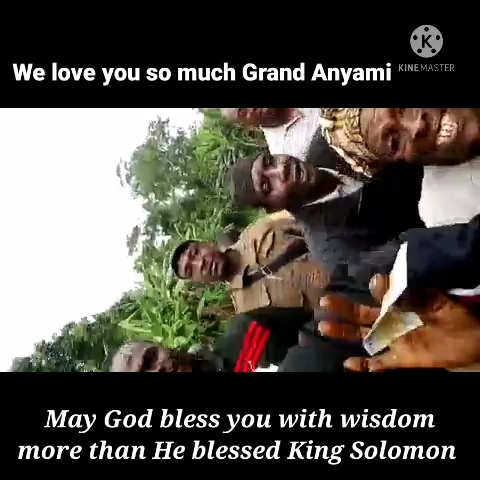 We love you so much Grand Anyami
KINEMASTER
May God bless you with wisdom
more than He blessed King Solomon